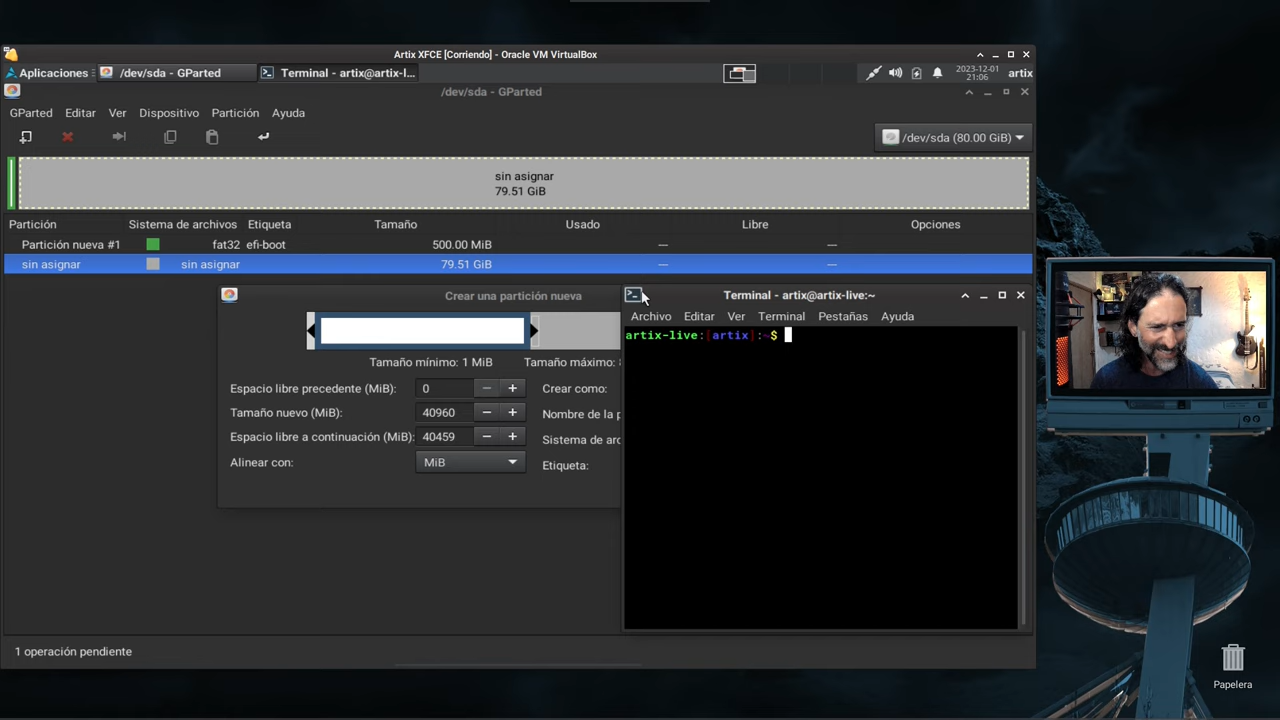 Artix XFCE [Corriendo] - Oracle VM VirtualBox
Aplicaciones
/dev/sda - GParted
Terminal - artix@artix-l...
2023-12-01
21:06
artix
/dev/sda - GParted
GParted Editar Ver Dispositivo Partición Ayuda
/dev/sda (80.00 GiB)
sin asignar
79.51 GiB
Partición Sistema de archivos Etiqueta Tamaño Usado Libre Opciones
Partición nueva #1 fat32 efi-boot 500.00 MiB — —
sin asignar sin asignar 79.51 GiB — —
Crear una partición nueva
Tamaño mínimo: 1 MiB Tamaño máximo:
Espacio libre precedente (MiB): 0 − + Crear como:
Tamaño nuevo (MiB): 40960 − + Nombre de la
Espacio libre a continuación (MiB): 40459 − + Sistema de arc
Alinear con: MiB Etiqueta:
Terminal - artix@artix-live:~
Archivo Editar Ver Terminal Pestañas Ayuda
artix-live:[artix]:~$
1 operación pendiente
Papelera